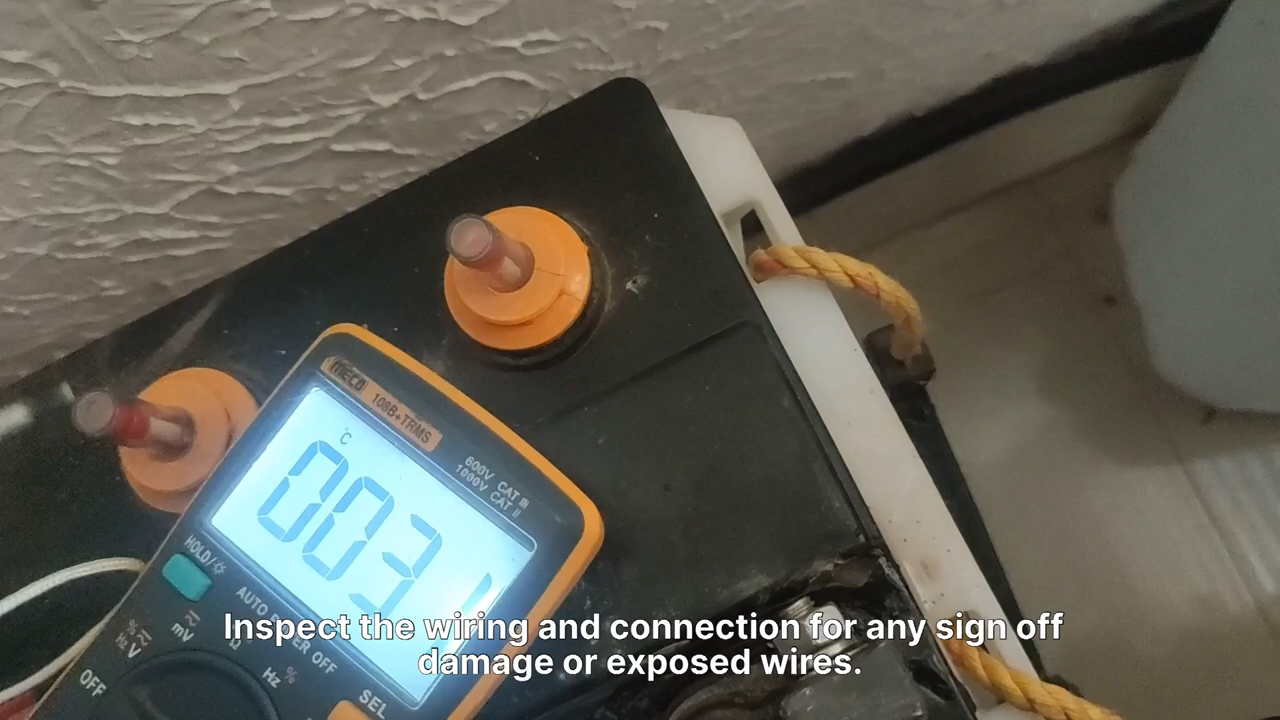 MECO
108B+TRMS
600V CAT III
1000V CAT II
°C
HOLD/
AUTO POWER OFF
mV
Hz %
V
Ω
Hz %
OFF
SEL
Inspect the wiring and connection for any sign off
damage or exposed wires.